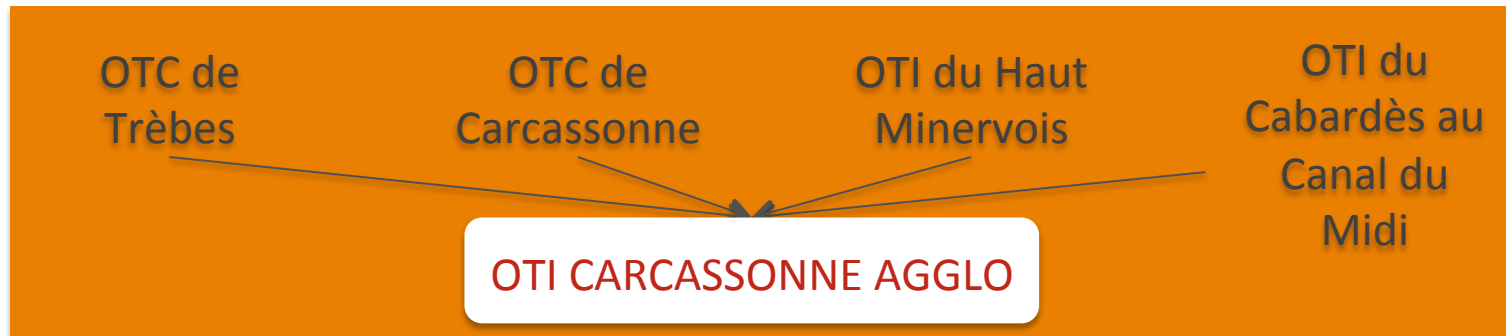 OTC de
Trèbes
OTC de
Carcassonne
OTI du Haut
Minervois
OTI du
Cabardès au
Canal du
Midi
OTI CARCASSONNE AGGLO